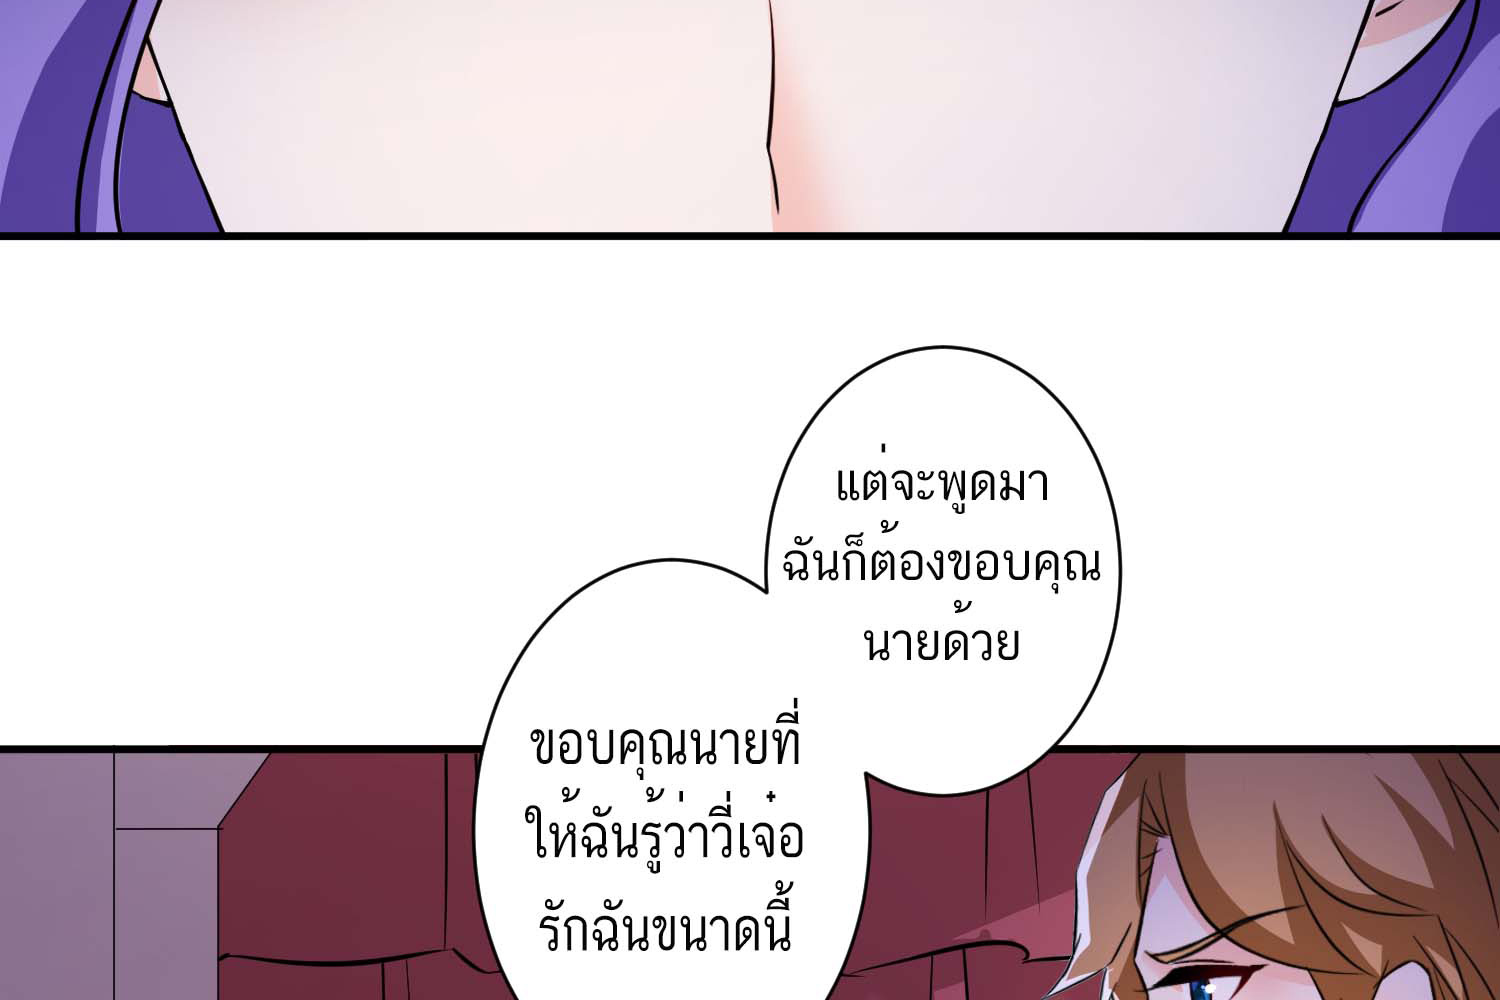 แต่จะพูดมา
ฉันก็ต้องขอบคุณ
นายด้วย
ขอบคุณนายที่
ให้ฉันรู้ว่าวี่เจ๋อ
รักฉันขนาดนี้